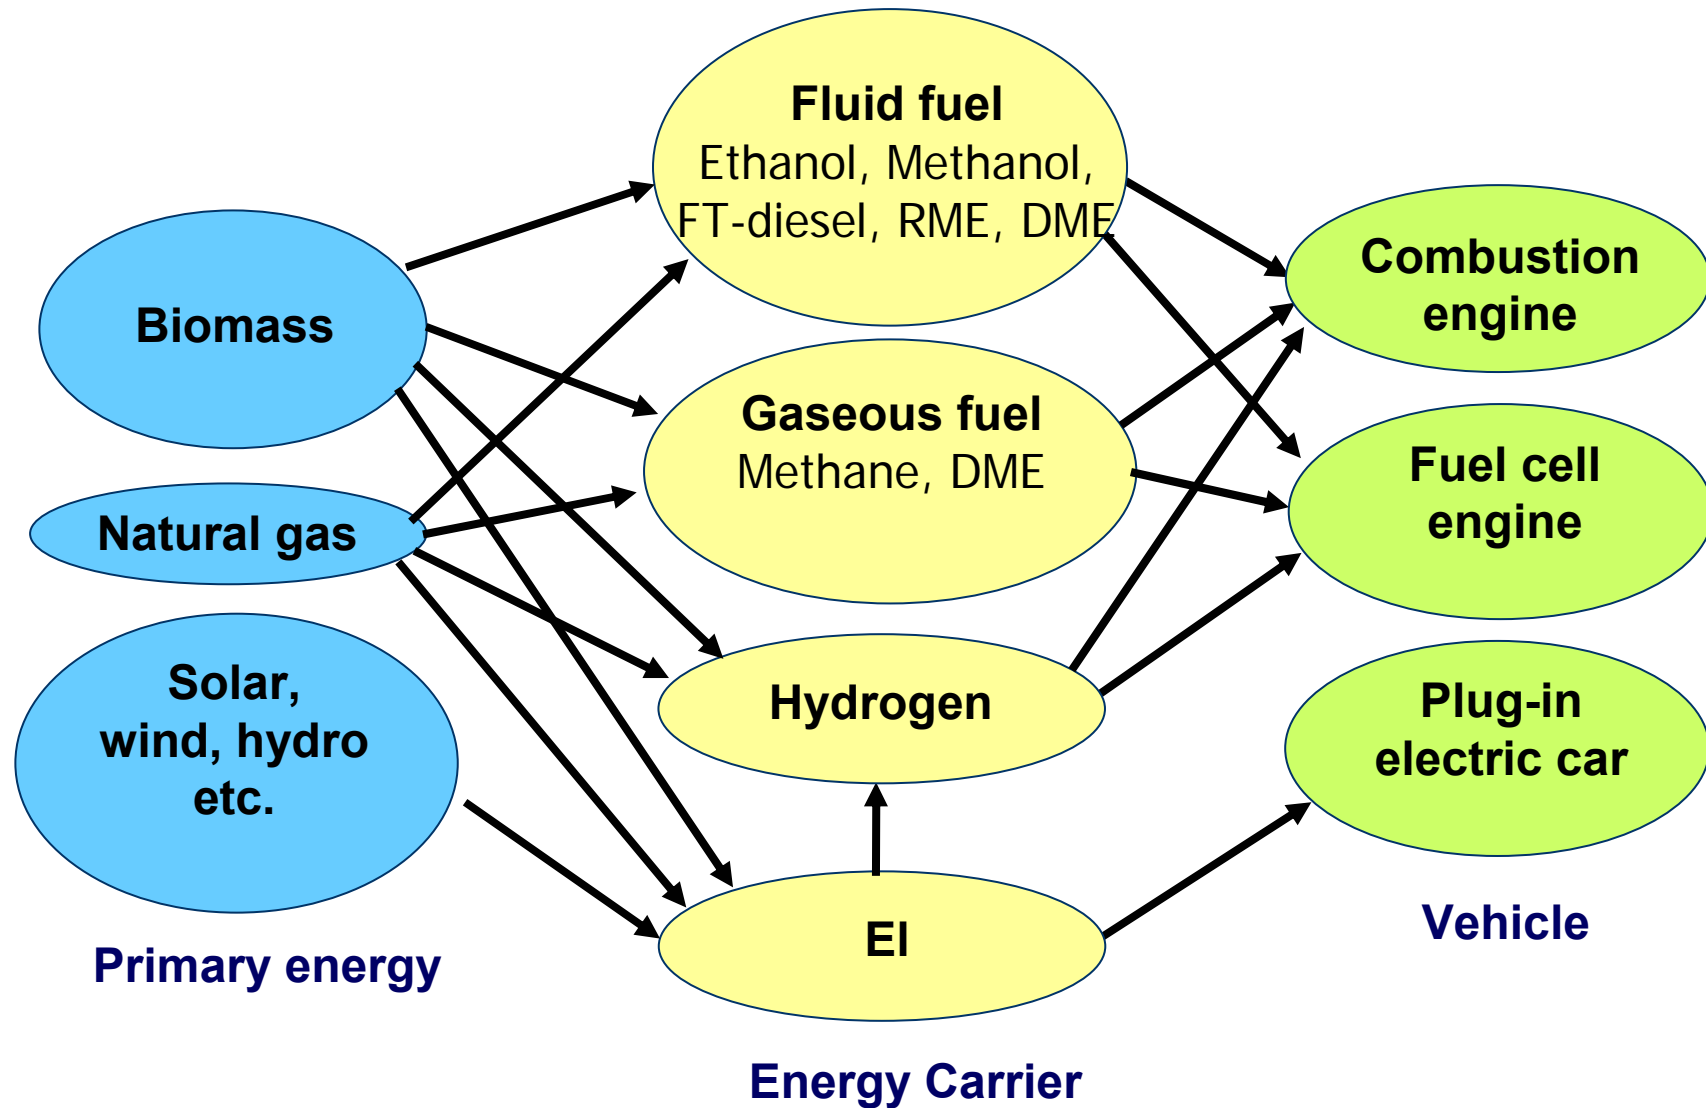 Fluid fuel
Ethanol, Methanol,
FT-diesel, RME, DME
Biomass
Combustion
engine
Gaseous fuel
Methane, DME
Fuel cell
engine
Natural gas
Solar,
wind, hydro
etc.
Hydrogen
Plug-in
electric car
El
Vehicle
Primary energy
Energy Carrier